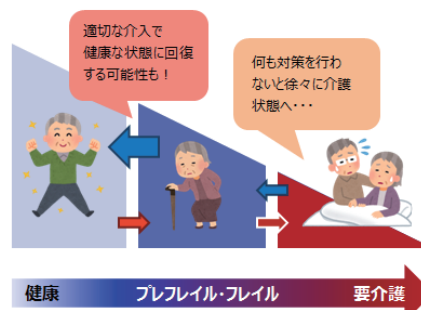 適切な介入で
健康な状態に回復
する可能性も！
何も対策を行わ
ないと徐々に介護
状態へ・・・
健康
プレフレイル・フレイル
要介護